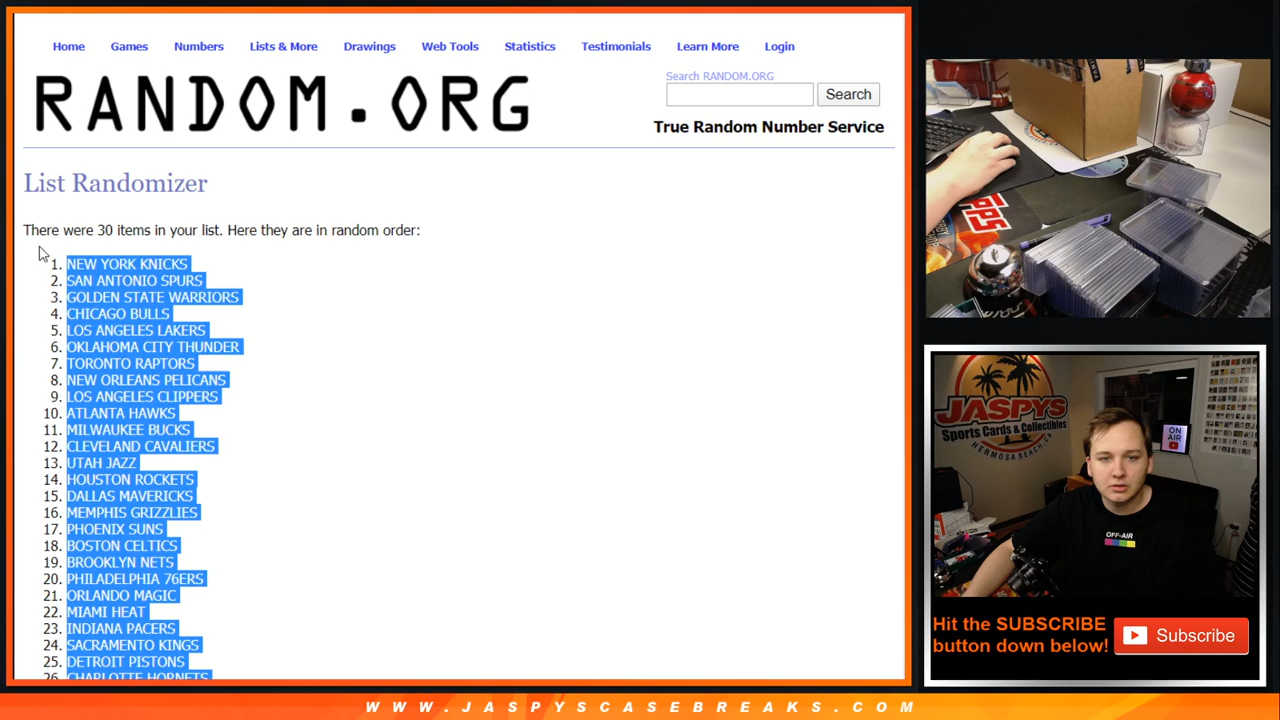 Home Games Numbers Lists & More Drawings Web Tools Statistics Testimonials Learn More Login
RANDOM.ORG
Search RANDOM.ORG
Search
True Random Number Service
List Randomizer
There were 30 items in your list. Here they are in random order:
1. NEW YORK KNICKS
2. SAN ANTONIO SPURS
3. GOLDEN STATE WARRIORS
4. CHICAGO BULLS
5. LOS ANGELES LAKERS
6. OKLAHOMA CITY THUNDER
7. TORONTO RAPTORS
8. NEW ORLEANS PELICANS
9. LOS ANGELES CLIPPERS
10. ATLANTA HAWKS
11. MILWAUKEE BUCKS
12. CLEVELAND CAVALIERS
13. UTAH JAZZ
14. HOUSTON ROCKETS
15. DALLAS MAVERICKS
16. MEMPHIS GRIZZLIES
17. PHOENIX SUNS
18. BOSTON CELTICS
19. BROOKLYN NETS
20. PHILADELPHIA 76ERS
21. ORLANDO MAGIC
22. MIAMI HEAT
23. INDIANA PACERS
24. SACRAMENTO KINGS
25. DETROIT PISTONS
26. CHARLOTTE HORNETS
TOPPS
JASPYS
Sports Cards & Collectibles
HERMOSA BEACH, CA
ON
AIR
OFF-AIR
Hit the SUBSCRIBE
button down below!
Subscribe
WWW.JASPYSCASEBREAKS.COM